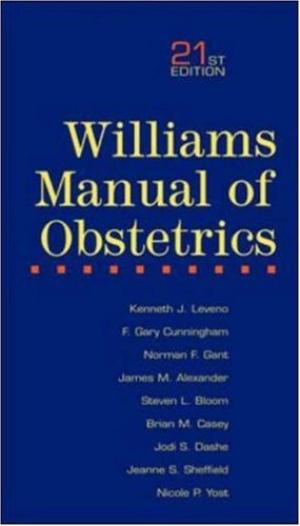 21ST
EDITION
Williams
Manual of
Obstetrics
Kenneth J. Leveno
F. Gary Cunningham
Norman F. Gant
James M. Alexander
Steven L. Bloom
Brian M. Casey
Jodi S. Dashe
Jeanne S. Sheffield
Nicole P. Yost